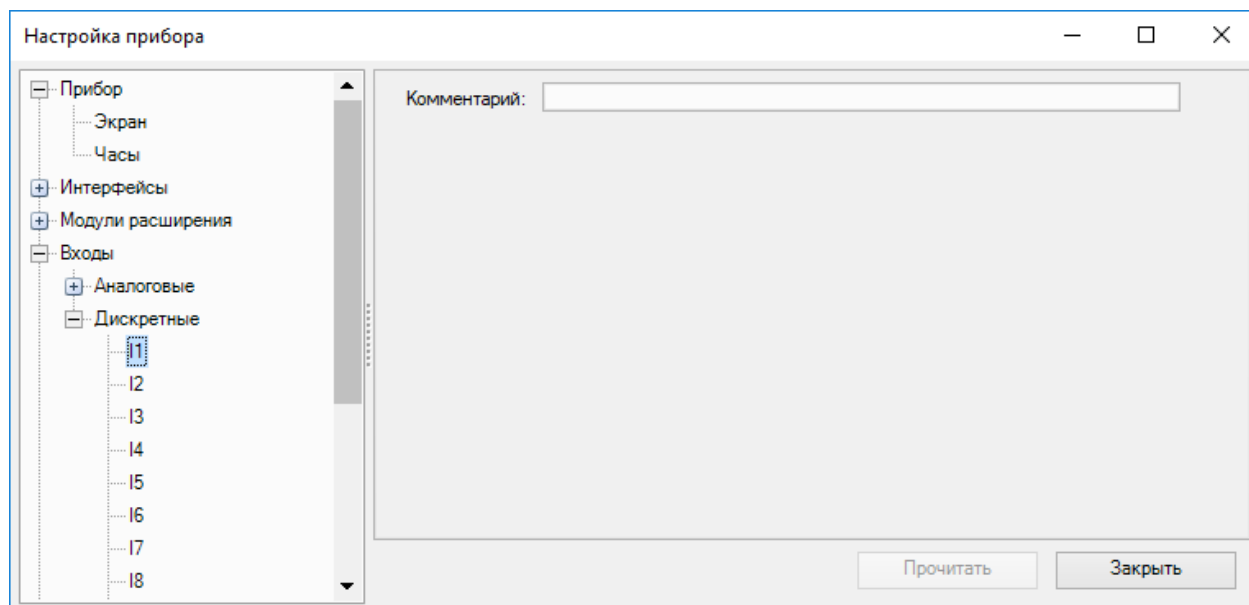 Настройка прибора
Прибор
Экран
Часы
Интерфейсы
Модули расширения
Входы
Аналоговые
Дискретные
I1
I2
I3
I4
I5
I6
I7
I8
Комментарий:
Прочитать
Закрыть